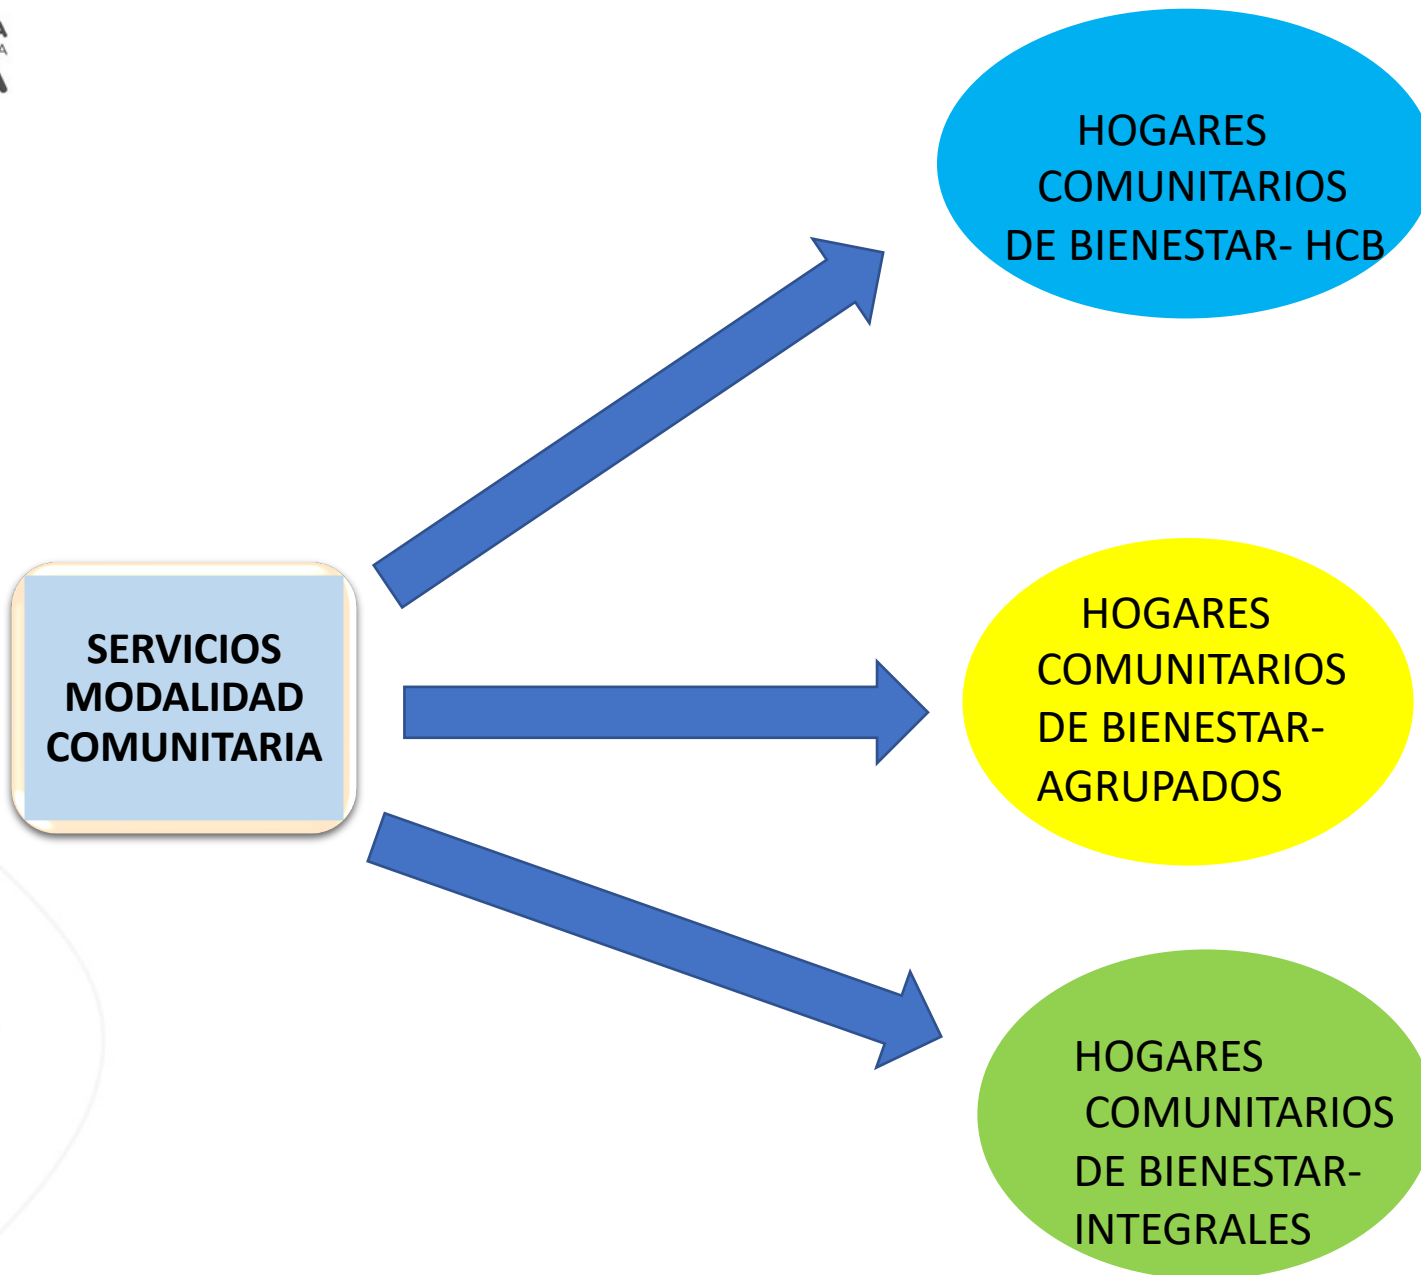 A
A
A
HOGARES
COMUNITARIOS
DE BIENESTAR- HCB
SERVICIOS
MODALIDAD
COMUNITARIA
HOGARES
COMUNITARIOS
DE BIENESTAR-
AGRUPADOS
HOGARES
COMUNITARIOS
DE BIENESTAR-
INTEGRALES